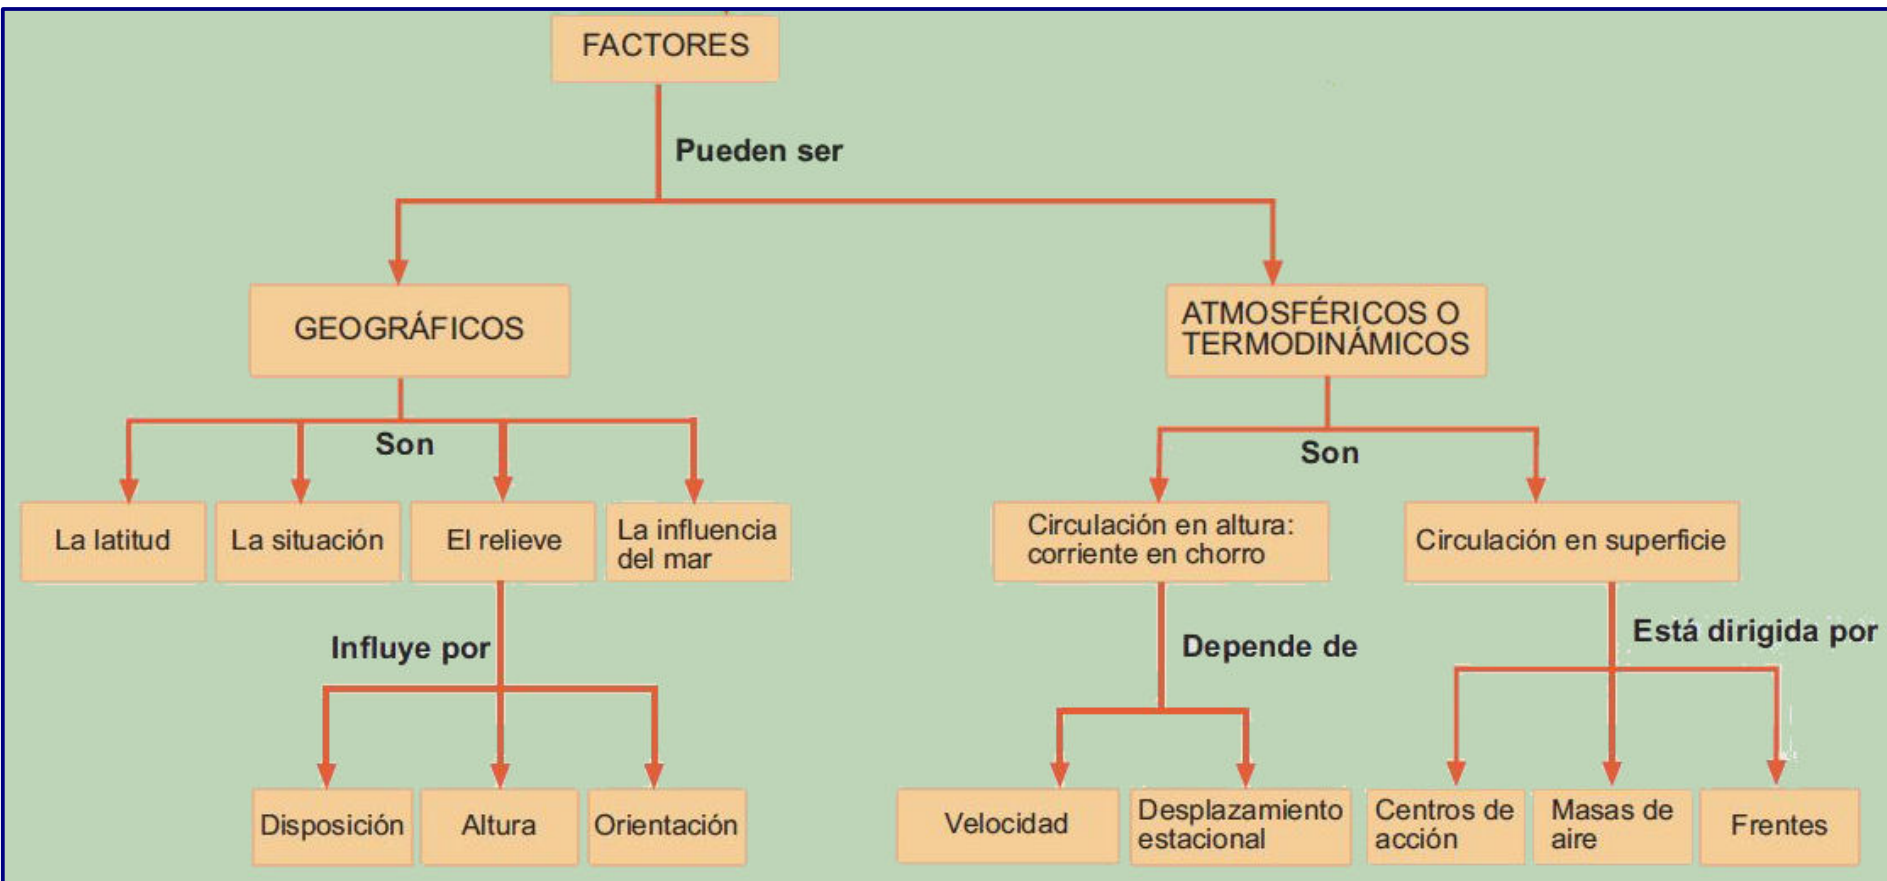 FACTORES
Pueden ser
GEOGRÁFICOS
ATMOSFÉRICOS O
TERMODINÁMICOS
Son
Son
La latitud
La situación
El relieve
La influencia
del mar
Circulación en altura:
corriente en chorro
Circulación en superficie
Influye por
Depende de
Está dirigida por
Disposición
Altura
Orientación
Velocidad
Desplazamiento
estacional
Centros de
acción
Masas de
aire
Frentes